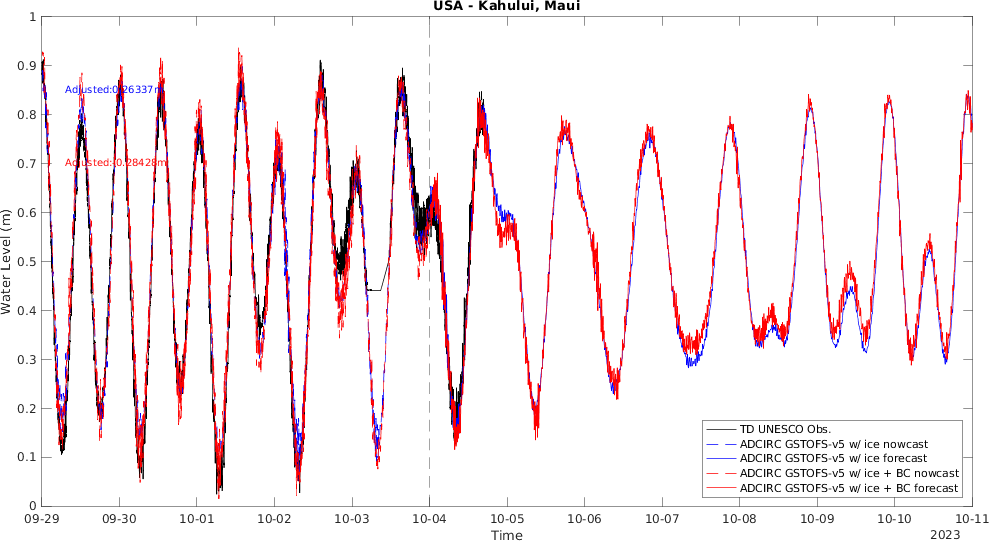 USA - Kahului, Maui
1
0.9
0.8
0.7
0.6
0.5
0.4
0.3
0.2
0.1
0
Water Level (m)
Adjusted:0.26337m
Adjusted:-0.28428m
TD UNESCO Obs.
ADCIRC GSTOFS-v5 w/ ice nowcast
ADCIRC GSTOFS-v5 w/ ice forecast
ADCIRC GSTOFS-v5 w/ ice + BC nowcast
ADCIRC GSTOFS-v5 w/ ice + BC forecast
09-29 09-30 10-01 10-02 10-03 10-04 10-05 10-06 10-07 10-08 10-09 10-10 10-11
Time
2023